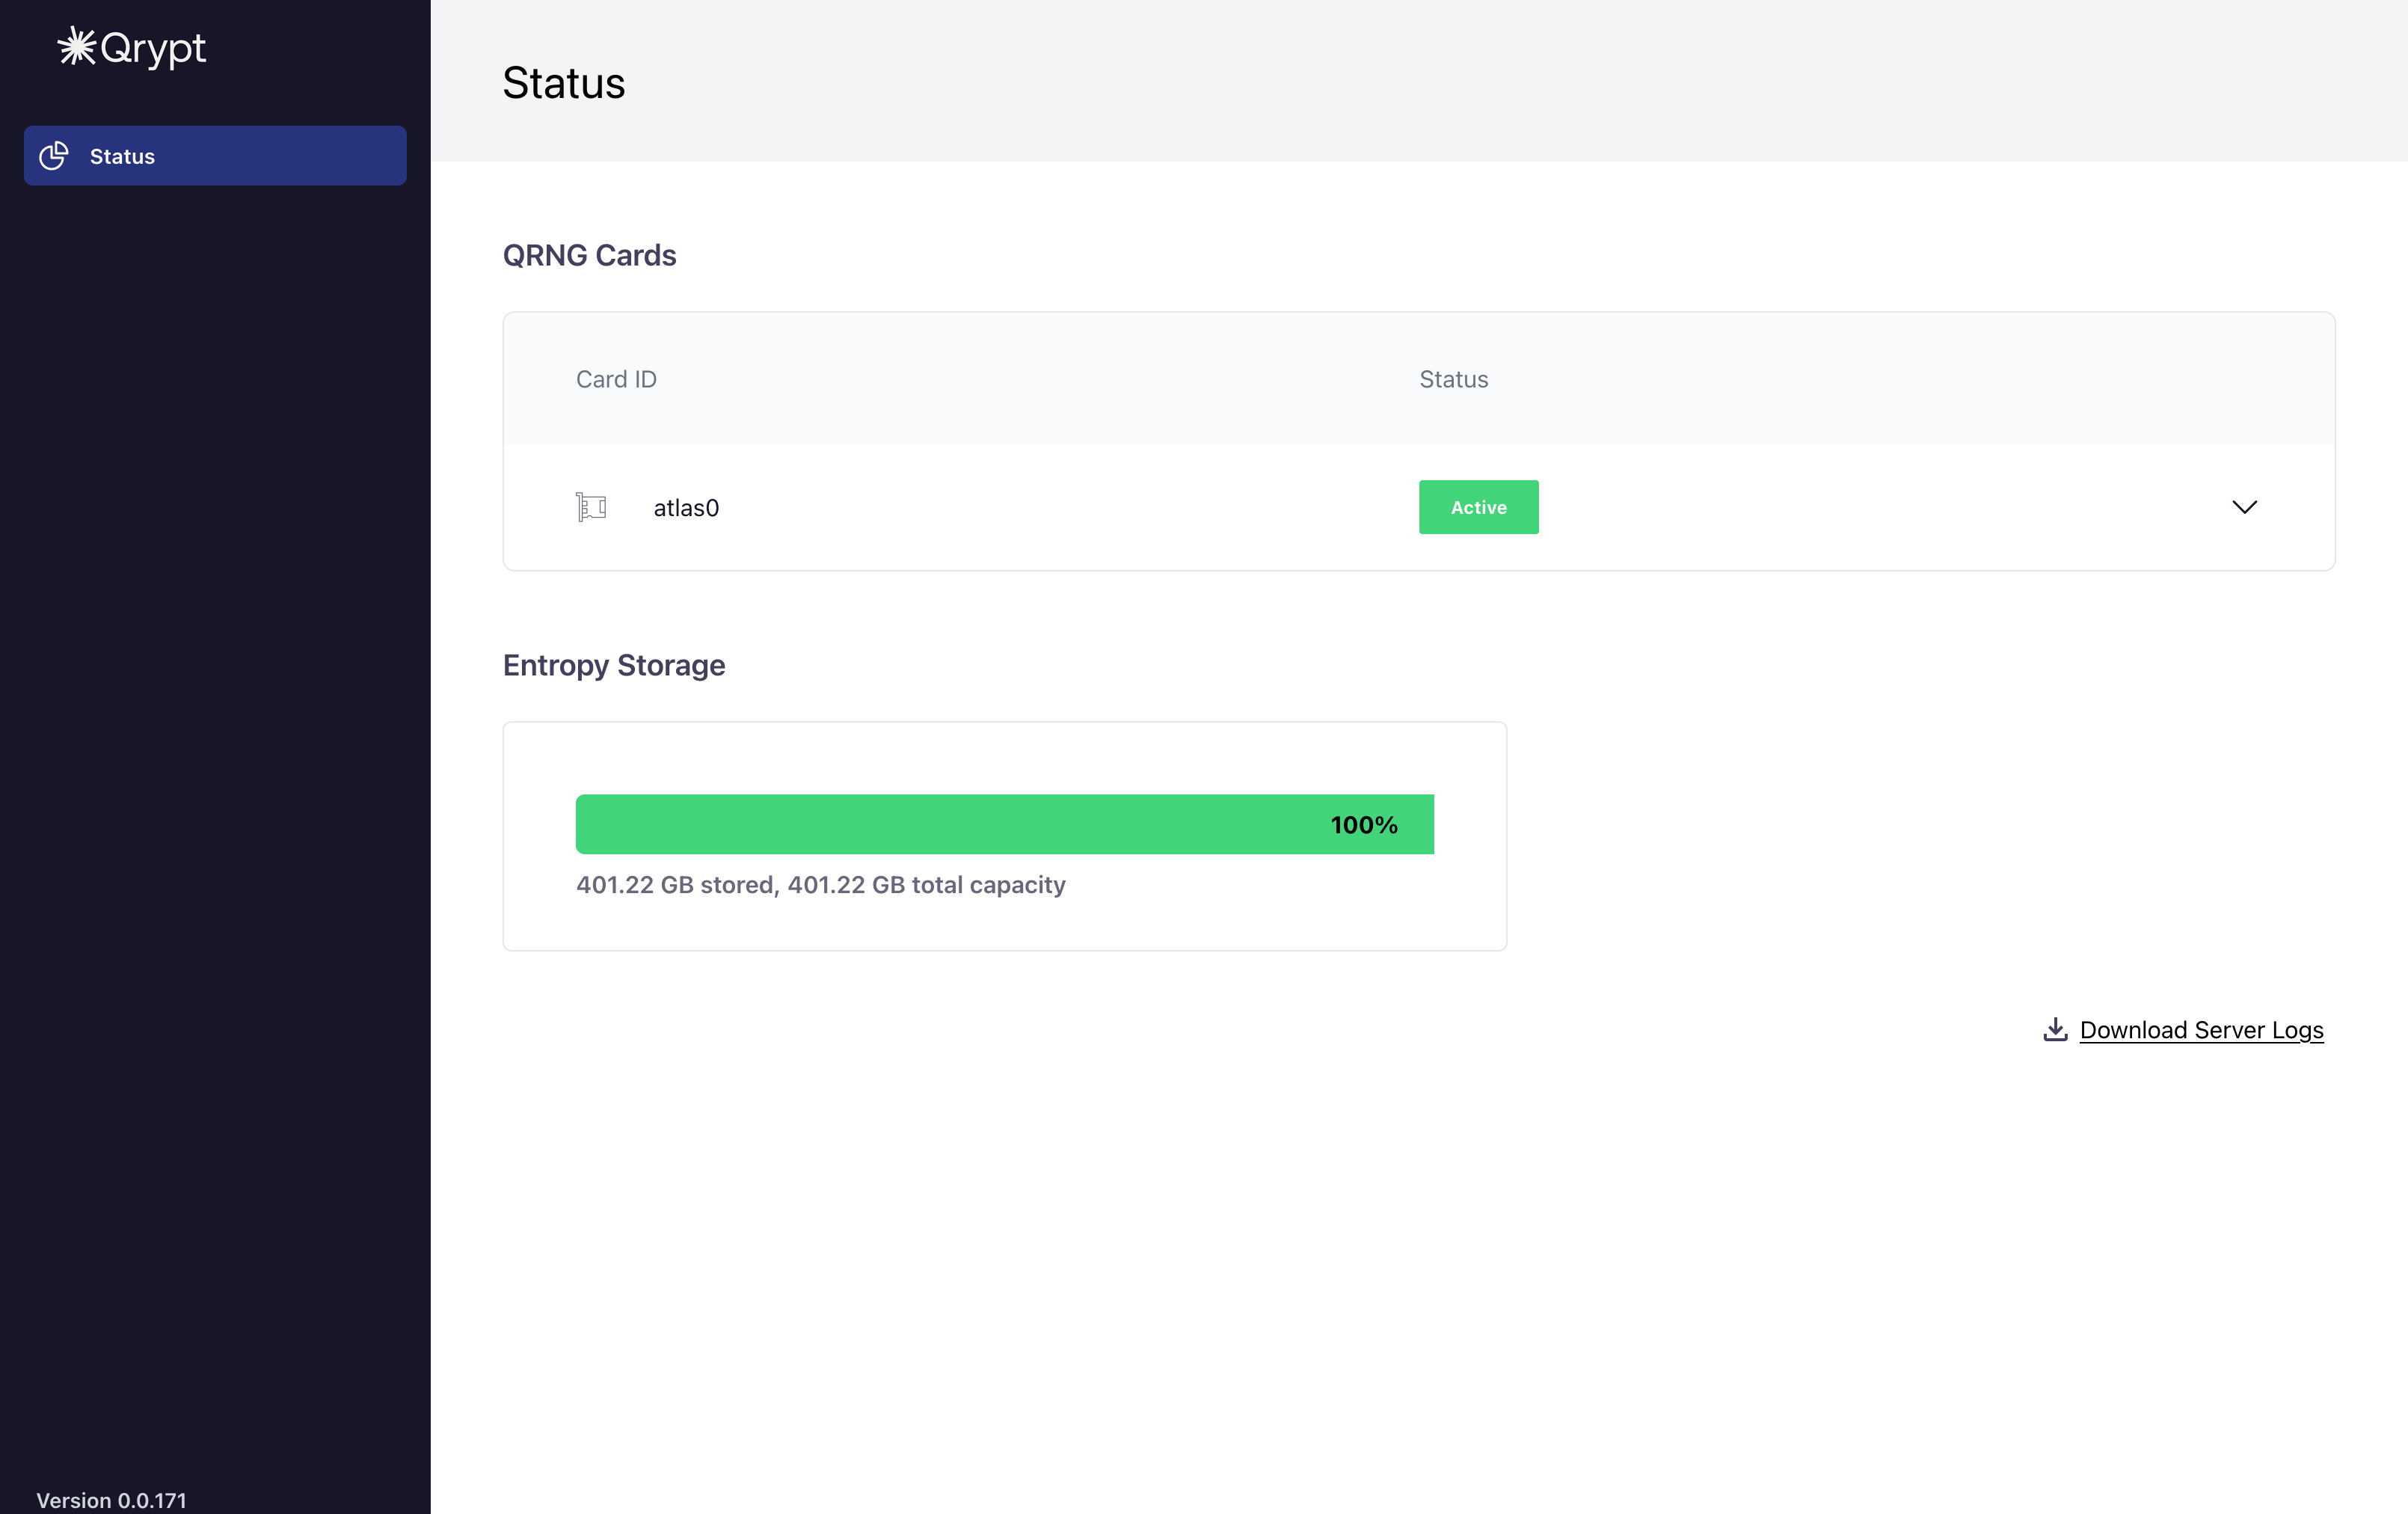 Qrypt
Status
Status
QRNG Cards
Card ID Status
atlas0 Active
Entropy Storage
100%
401.22 GB stored, 401.22 GB total capacity
Download Server Logs
Version 0.0.171